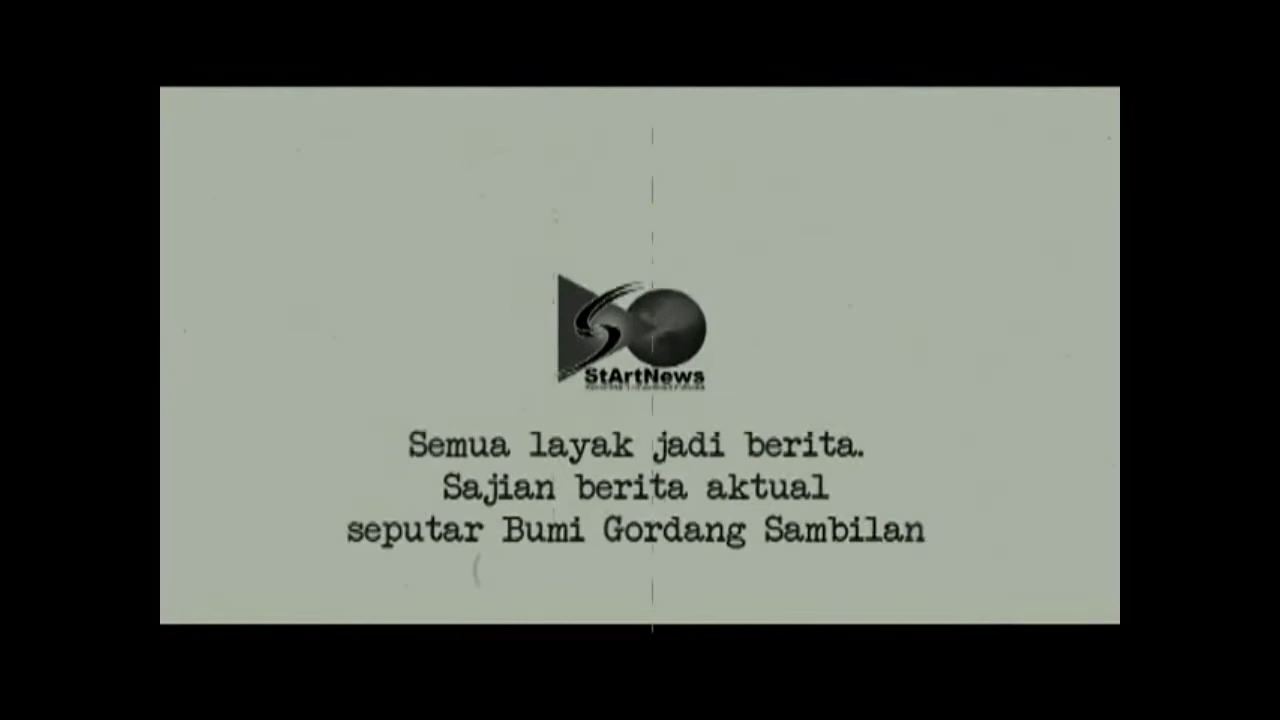 StArtNews
Semua layak jadi berita.
Sajian berita aktual
seputar Bumi Gordang Sambilan